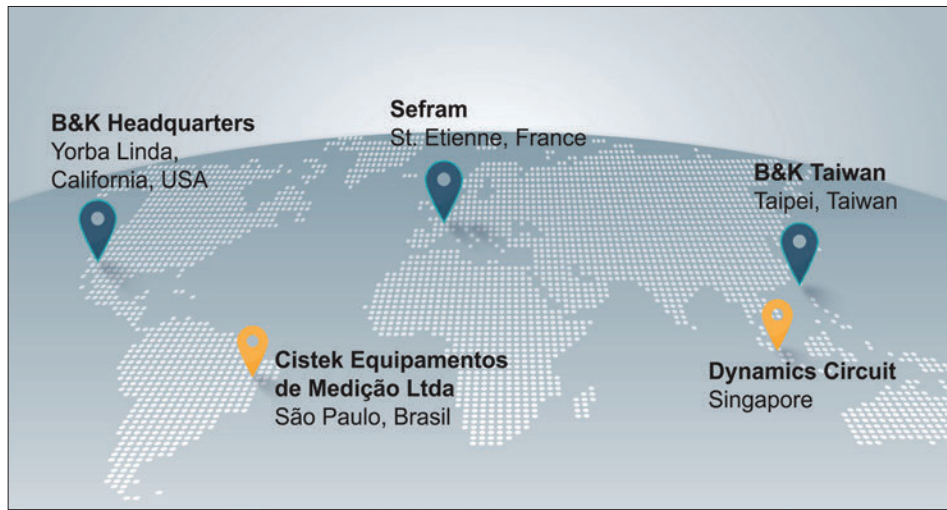 B&K Headquarters
Yorba Linda,
California, USA
Sefram
St. Etienne, France
B&K Taiwan
Taipei, Taiwan
Cistek Equipamentos
de Medição Ltda
São Paulo, Brasil
Dynamics Circuit
Singapore